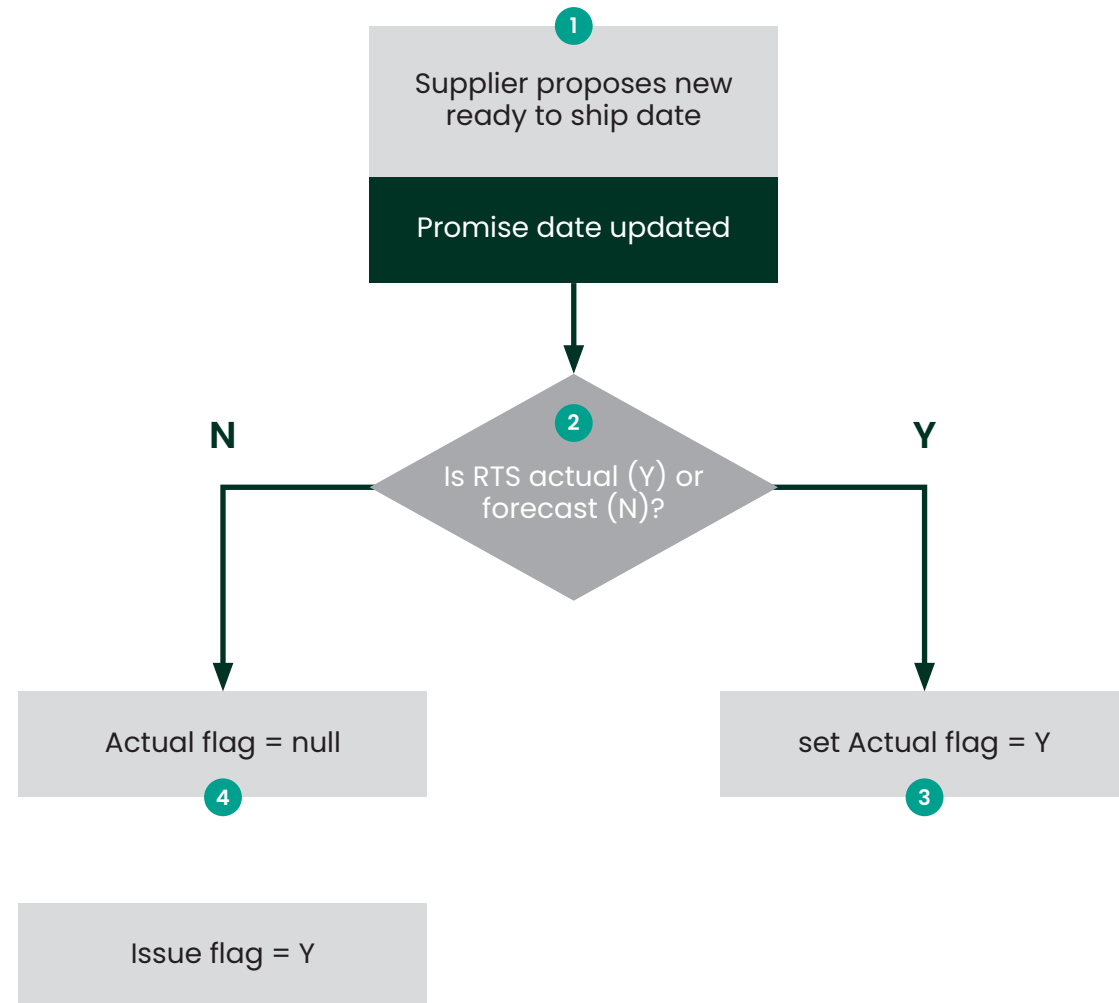 1
Supplier proposes new
ready to ship date
Promise date updated
N
2
Y
Is RTS actual (Y) or
forecast (N)?
Actual flag = null
4
set Actual flag = Y
3
Issue flag = Y